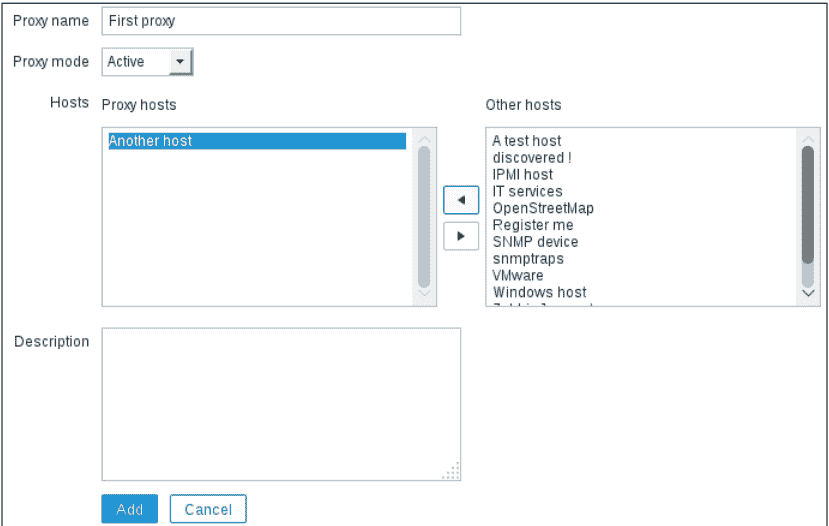 Proxy name First proxy
Proxy mode Active
Hosts Proxy hosts Other hosts
Another host
A test host
discovered !
IPMI host
IT services
OpenStreetMap
Register me
SNMP device
snmptraps
VMware
Windows host
Description
Add Cancel